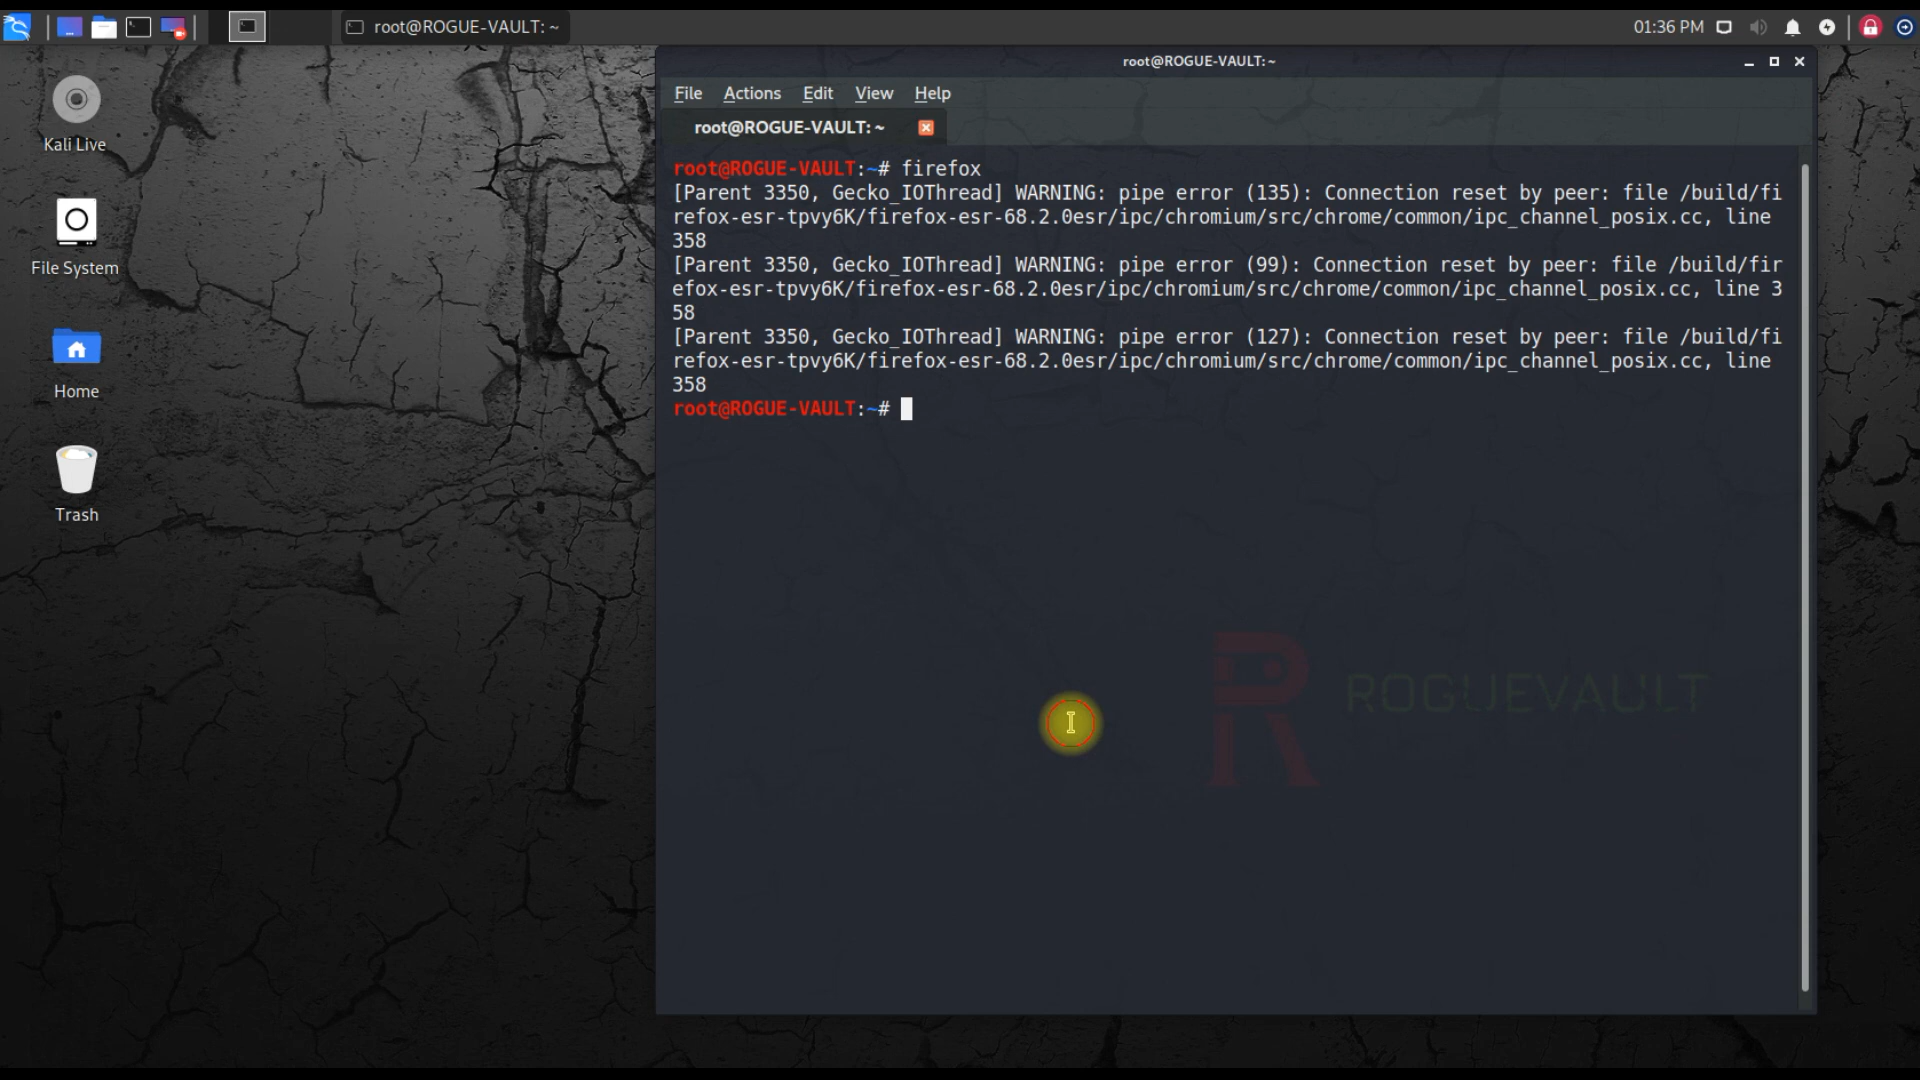 root@ROGUE-VAULT: ~
01:36 PM
root@ROGUE-VAULT: ~
File Actions Edit View Help
root@ROGUE-VAULT: ~
root@ROGUE-VAULT:~# firefox
[Parent 3350, Gecko_IOThread] WARNING: pipe error (135): Connection reset by peer: file /build/fi
refox-esr-tpvy6K/firefox-esr-68.2.0esr/ipc/chromium/src/chrome/common/ipc_channel_posix.cc, line
358
[Parent 3350, Gecko_IOThread] WARNING: pipe error (99): Connection reset by peer: file /build/fir
efox-esr-tpvy6K/firefox-esr-68.2.0esr/ipc/chromium/src/chrome/common/ipc_channel_posix.cc, line 3
58
[Parent 3350, Gecko_IOThread] WARNING: pipe error (127): Connection reset by peer: file /build/fi
refox-esr-tpvy6K/firefox-esr-68.2.0esr/ipc/chromium/src/chrome/common/ipc_channel_posix.cc, line
358
root@ROGUE-VAULT:~#
Kali Live
File System
Home
Trash
R ROGUEVAULT